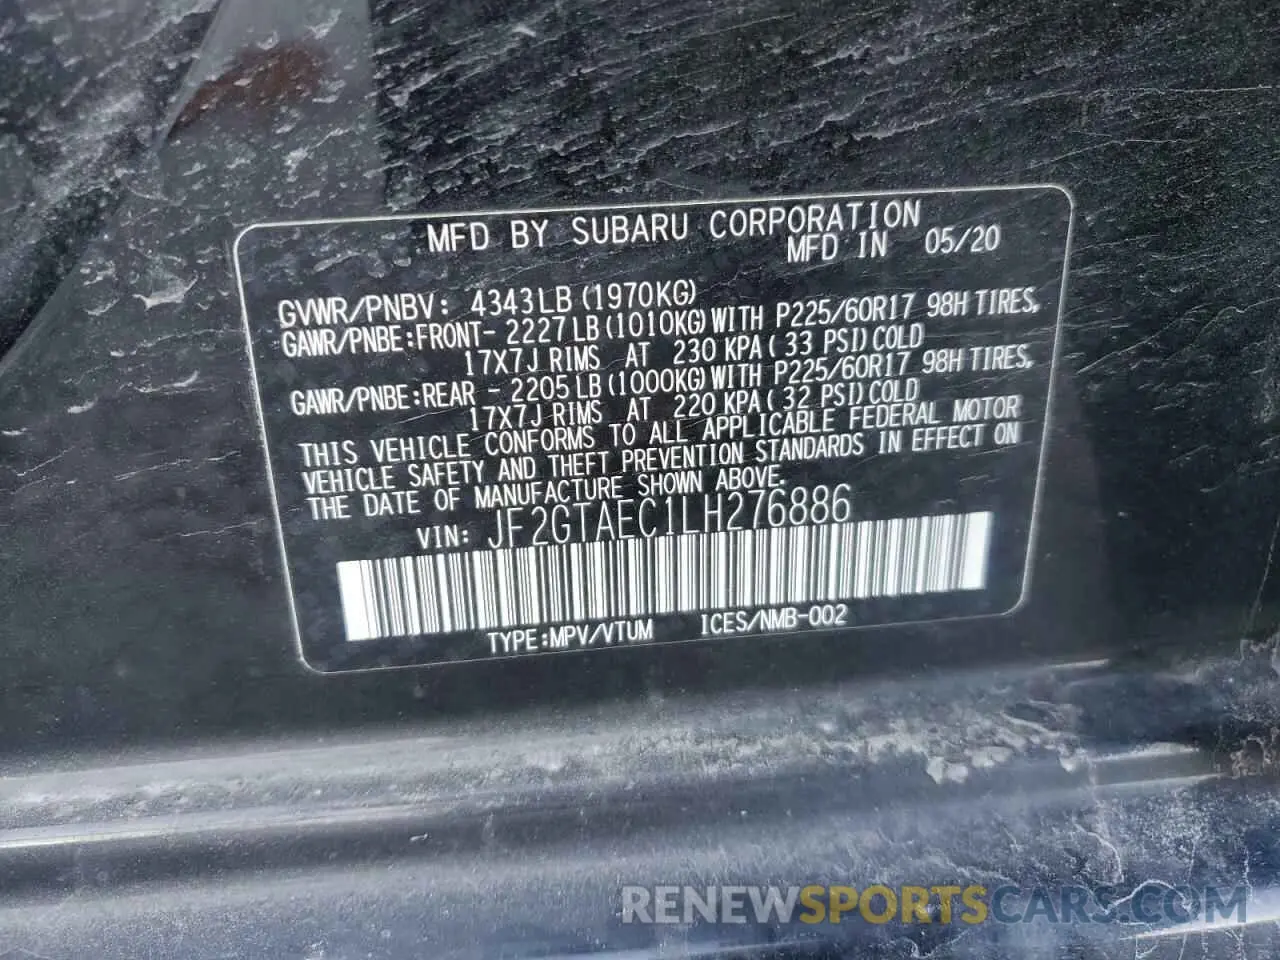 MFD BY SUBARU CORPORATION
MFD IN 05/20
GVWR/PNBV: 4343LB (1970KG)
GAWR/PNBE:FRONT- 2227LB (1010KG) WITH P225/60R17 98H TIRES,
17X7J RIMS AT 230 KPA( 33 PSI) COLD
GAWR/PNBE:REAR - 2205LB (1000KG) WITH P225/60R17 98H TIRES,
17X7J RIMS AT 220 KPA( 32 PSI) COLD
THIS VEHICLE CONFORMS TO ALL APPLICABLE FEDERAL MOTOR
VEHICLE SAFETY AND THEFT PREVENTION STANDARDS IN EFFECT ON
THE DATE OF MANUFACTURE SHOWN ABOVE.
VIN: JF2GTAEC1LH276886
TYPE:MPV/VTUM ICES/NMB-002
RENEWSPORTSCARS.COM